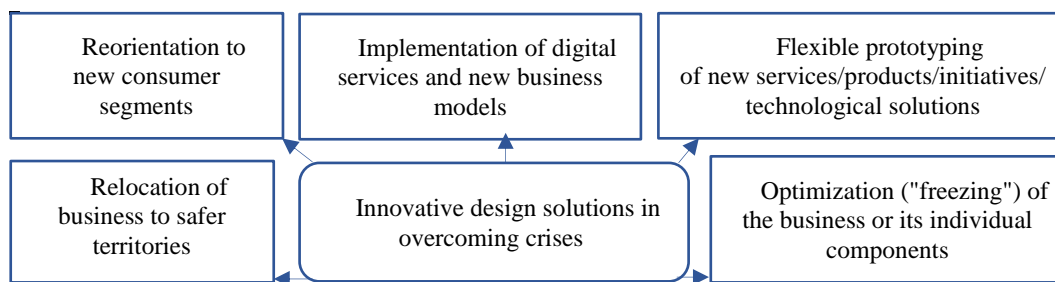 Reorientation to
new consumer
segments
Implementation of digital
services and new business
models
Flexible prototyping
of new services/products/initiatives/
technological solutions
Relocation of
business to safer
territories
Innovative design solutions in
overcoming crises
Optimization ("freezing") of
the business or its individual
components